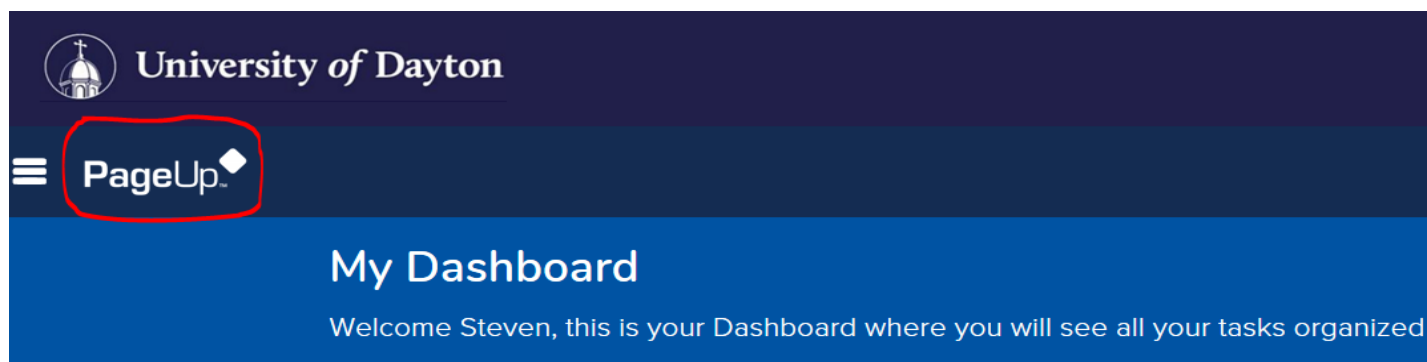 University of Dayton
PageUp™
My Dashboard
Welcome Steven, this is your Dashboard where you will see all your tasks organized